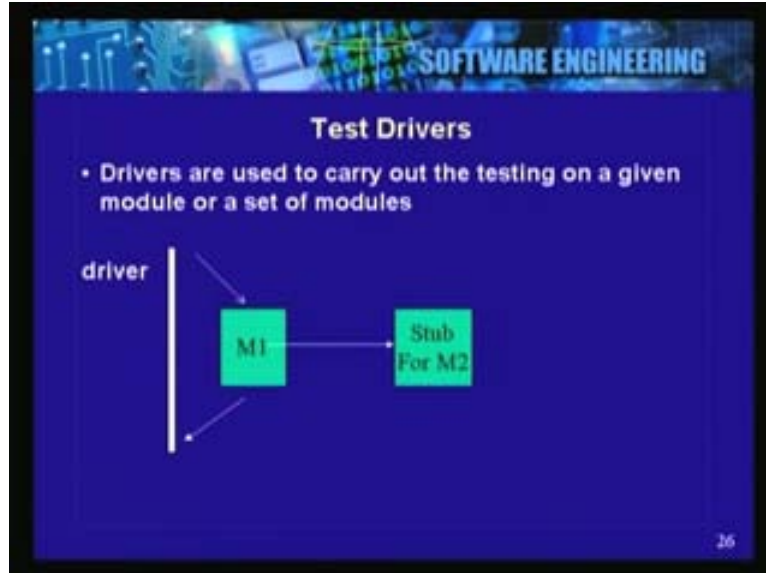 SOFTWARE ENGINEERING
Test Drivers
• Drivers are used to carry out the testing on a given
module or a set of modules
driver
M1
Stub
For M2
26